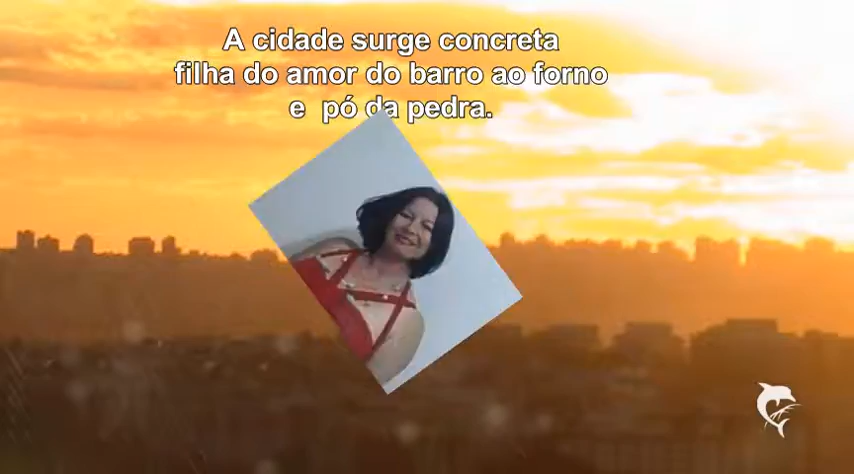 A cidade surge concreta
filha do amor do barro ao forno
e  pó da pedra.